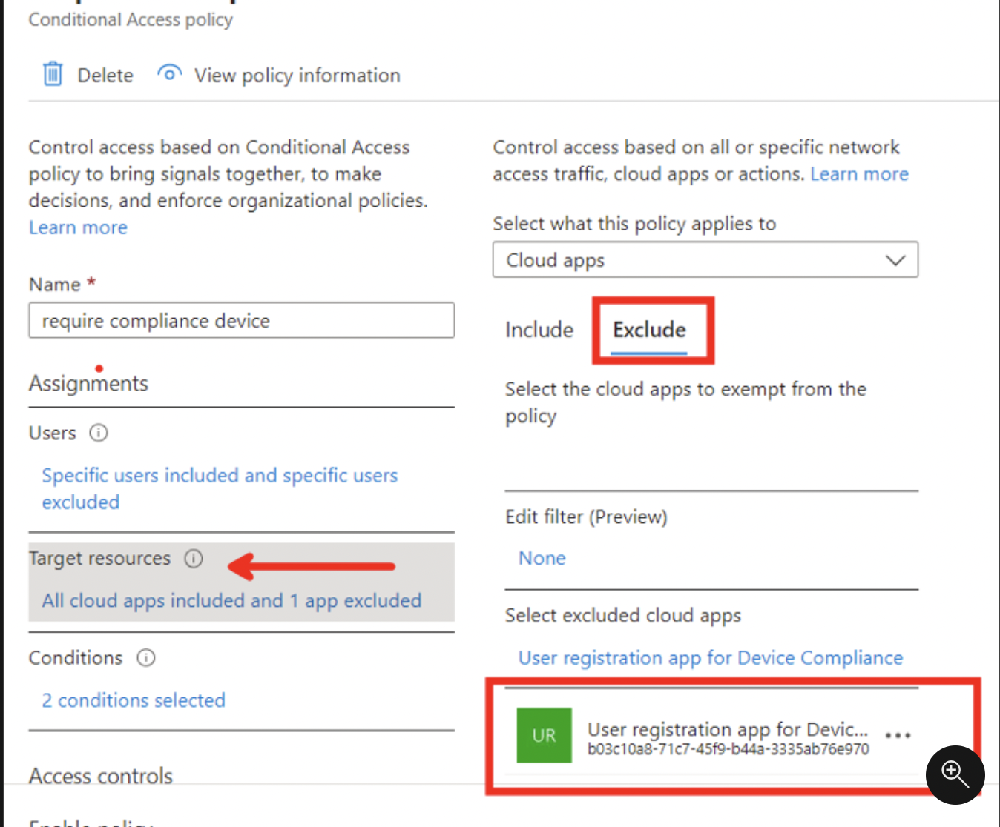 Conditional Access policy
Delete
View policy information
Control access based on Conditional Access
policy to bring signals together, to make
decisions, and enforce organizational policies.
Learn more
Name *
require compliance device
Assignments
Users
Specific users included and specific users
excluded
Target resources
All cloud apps included and 1 app excluded
Conditions
2 conditions selected
Access controls
Enable policy
Control access based on all or specific network
access traffic, cloud apps or actions. Learn more
Select what this policy applies to
Cloud apps
Include
Exclude
Select the cloud apps to exempt from the
policy
Edit filter (Preview)
None
Select excluded cloud apps
User registration app for Device Compliance
UR
User registration app for Devic...
b03c10a8-71c7-45f9-b44a-3335ab76e970